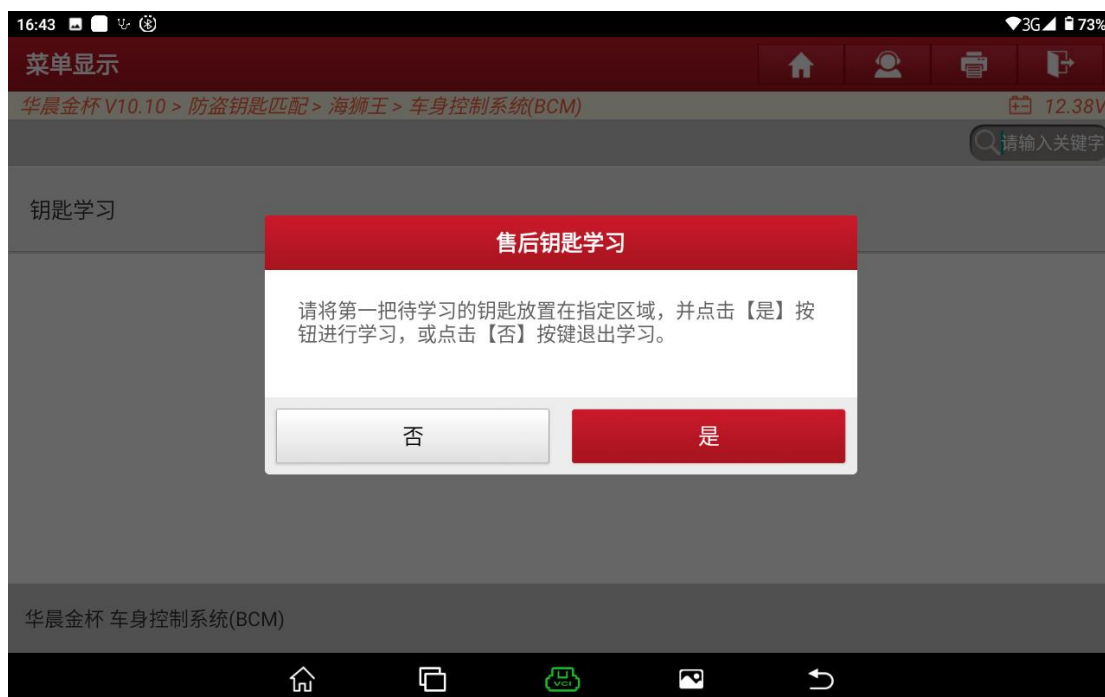 16:43
3G 73%
菜单显示
华晨金杯 V10.10 > 防盗钥匙匹配 > 海狮王 > 车身控制系统(BCM)
12.38V
请输入关键字
钥匙学习
售后钥匙学习
请将第一把待学习的钥匙放置在指定区域，并点击【是】按
钮进行学习，或点击【否】按键退出学习。
否
是
华晨金杯 车身控制系统(BCM)
VCI